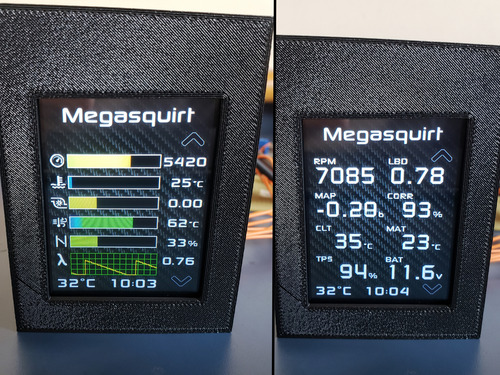 Megasquirt
5420
25°C
0.00
62°C
33%
λ 0.76
32°C 10:03
Megasquirt
RPM LBD
7085 0.78
MAP CORR
-0.28b 93%
CLT MAT
35°C 23°C
TPS BAT
94% 11.6v
32°C 10:04